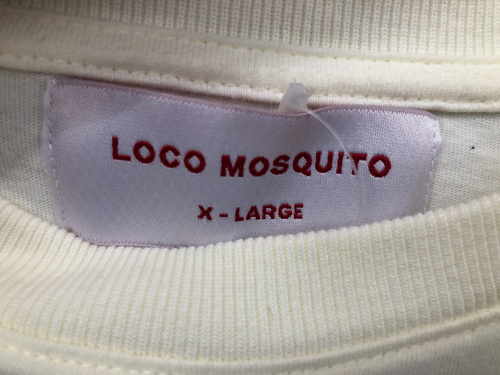 LOCO MOSQUITO
X - LARGE